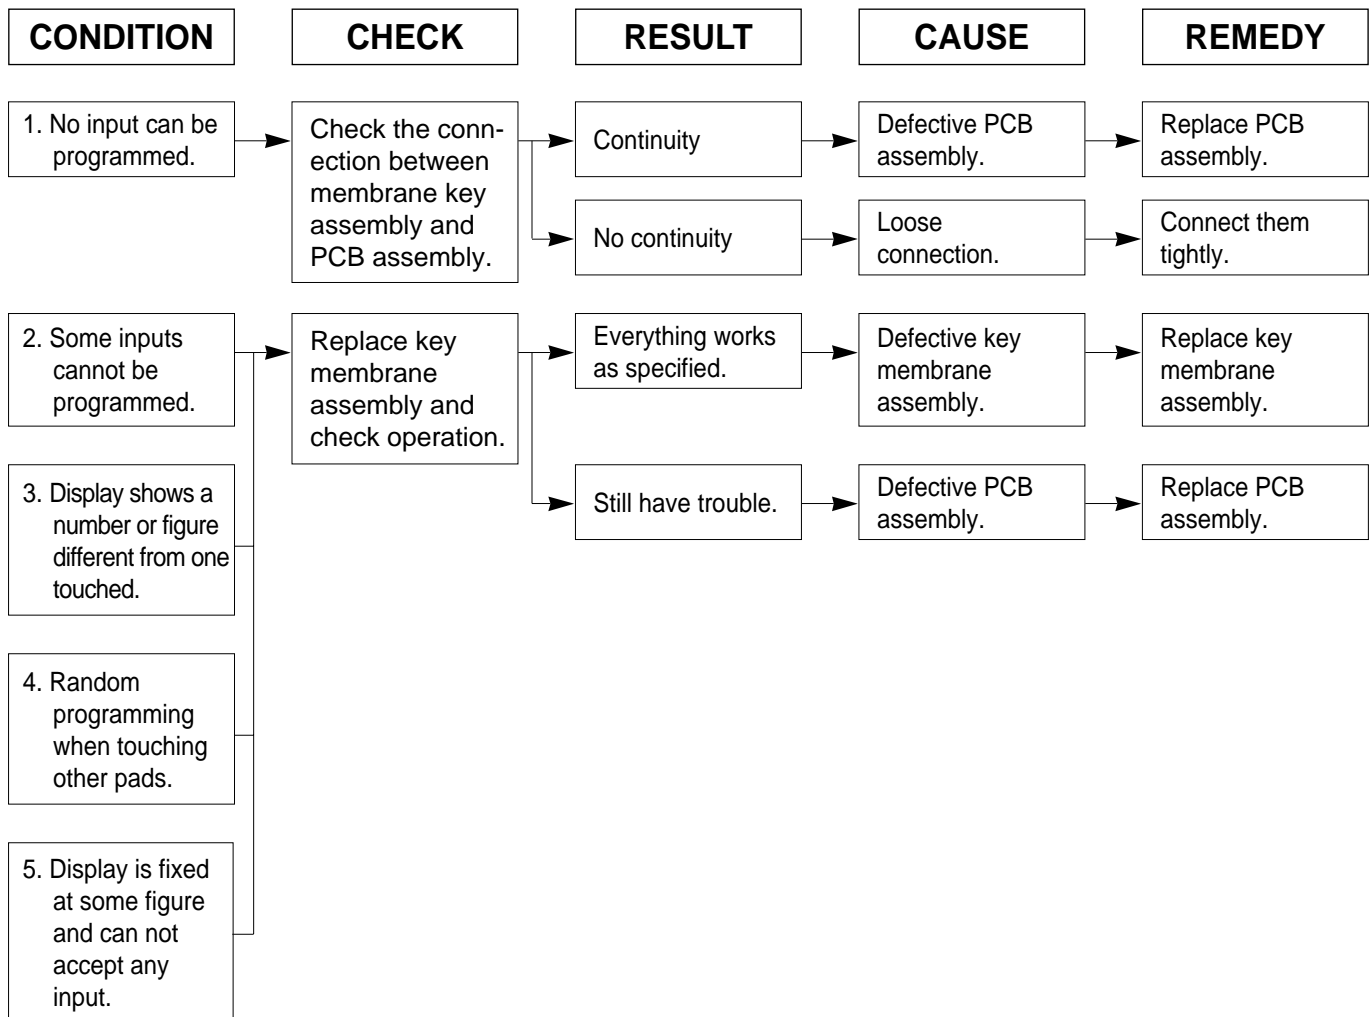 CONDITION
CHECK
RESULT
CAUSE
REMEDY
1. No input can be
programmed.
Check the conn-
ection between
membrane key
assembly and
PCB assembly.
Continuity
Defective PCB
assembly.
Replace PCB
assembly.
No continuity
Loose
connection.
Connect them
tightly.
2. Some inputs
cannot be
programmed.
Replace key
membrane
assembly and
check operation.
Everything works
as specified.
Defective key
membrane
assembly.
Replace key
membrane
assembly.
Still have trouble.
Defective PCB
assembly.
Replace PCB
assembly.
3. Display shows a
number or figure
different from one
touched.
4. Random
programming
when touching
other pads.
5. Display is fixed
at some figure
and can not
accept any
input.